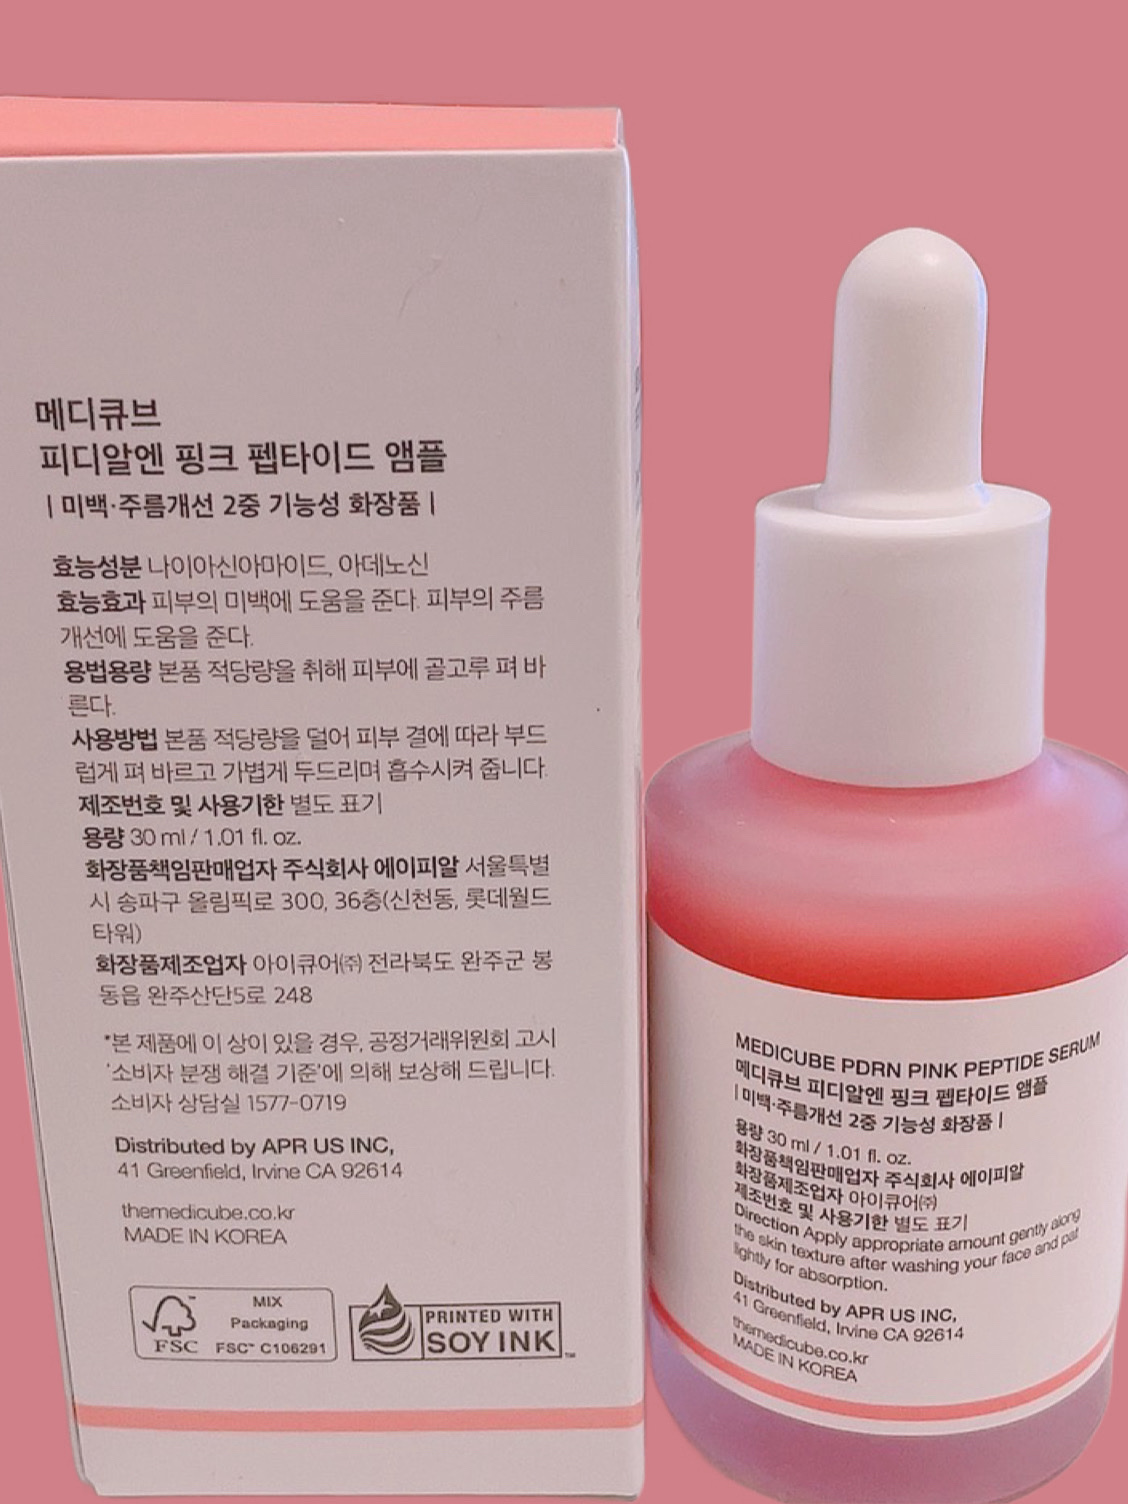 메디큐브
피디알엔 핑크 펩타이드 앰플
| 미백·주름개선 2중 기능성 화장품 |
효능성분 나이아신아마이드, 아데노신
효능효과 피부의 미백에 도움을 준다. 피부의 주름
개선에 도움을 준다.
용법용량 본품 적당량을 취해 피부에 골고루 펴 바
른다.
사용방법 본품 적당량을 덜어 피부 결에 따라 부드
럽게 펴 바르고 가볍게 두드리며 흡수시켜 줍니다.
제조번호 및 사용기한 별도 표기
용량 30 ml / 1.01 fl. oz.
화장품책임판매업자 주식회사 에이피알 서울특별
시 송파구 올림픽로 300, 36층(신천동, 롯데월드
타워)
화장품제조업자 아이큐어㈜ 전라북도 완주군 봉
동읍 완주산단5로 248
*본 제품에 이 상이 있을 경우, 공정거래위원회 고시
'소비자 분쟁 해결 기준'에 의해 보상해 드립니다.
소비자 상담실 1577-0719
Distributed by APR US INC,
41 Greenfield, Irvine CA 92614
themedicube.co.kr
MADE IN KOREA
FSC™
MIX
Packaging
FSC™ C106291
PRINTED WITH
SOY INK™
MEDICUBE PDRN PINK PEPTIDE SERUM
메디큐브 피디알엔 핑크 펩타이드 앰플
| 미백·주름개선 2중 기능성 화장품 |
용량 30 ml / 1.01 fl. oz.
화장품책임판매업자 주식회사 에이피알
화장품제조업자 아이큐어㈜
제조번호 및 사용기한 별도 표기
Direction Apply appropriate amount gently along
the skin texture after washing your face and pat
lightly for absorption.
Distributed by APR US INC,
41 Greenfield, Irvine CA 92614
themedicube.co.kr
MADE IN KOREA